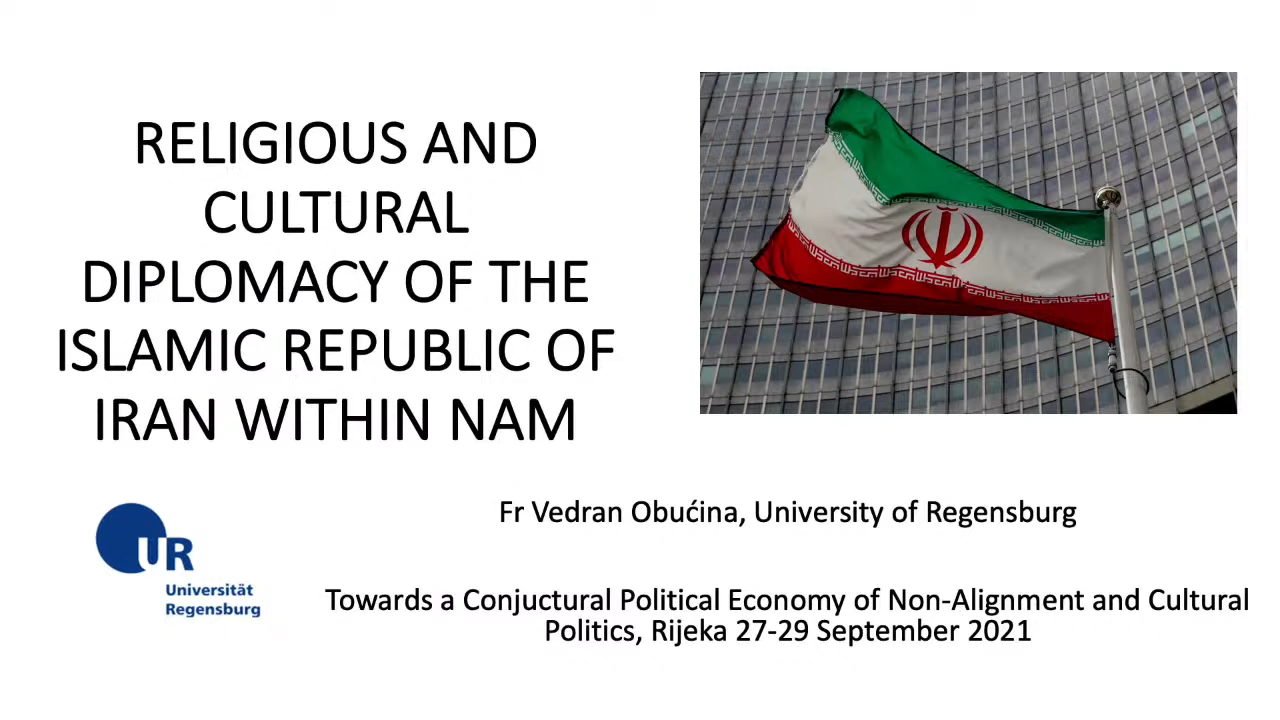 RELIGIOUS AND
CULTURAL
DIPLOMACY OF THE
ISLAMIC REPUBLIC OF
IRAN WITHIN NAM
Fr Vedran Obućina, University of Regensburg
UR
Universität
Regensburg
Towards a Conjuctural Political Economy of Non-Alignment and Cultural
Politics, Rijeka 27-29 September 2021